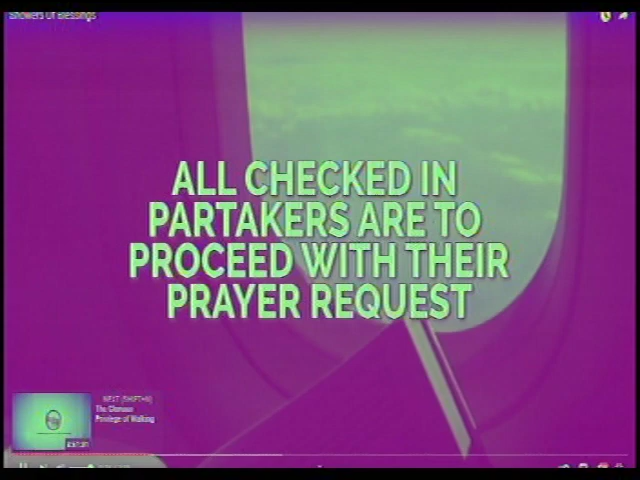 Showers Of Blessings
ALL CHECKED IN
PARTAKERS ARE TO
PROCEED WITH THEIR
PRAYER REQUEST
NEXT (SHIFT+N)
The Glorious
Privilege of Walking